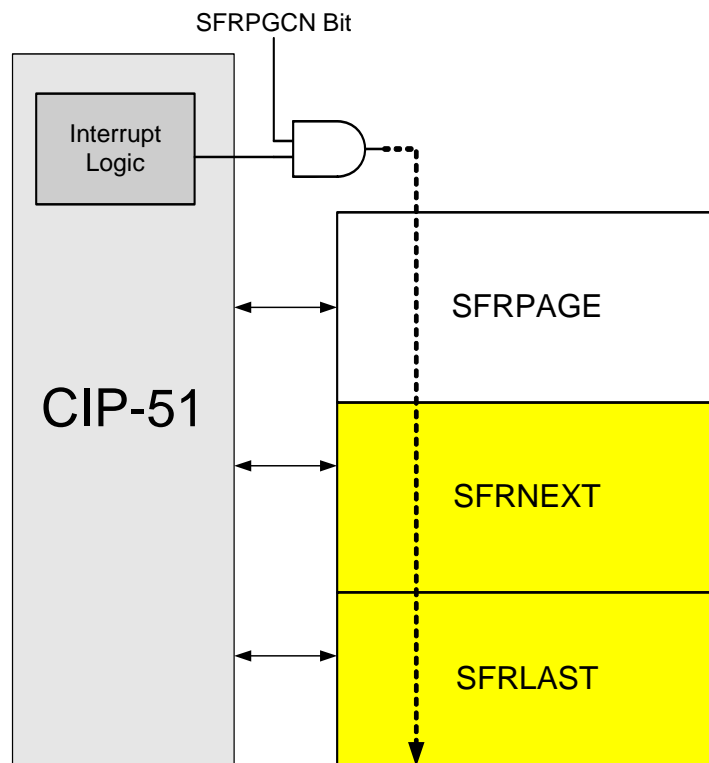 SFRPGCN Bit
Interrupt
Logic
SFRPAGE
CIP-51
SFRNEXT
SFRLAST